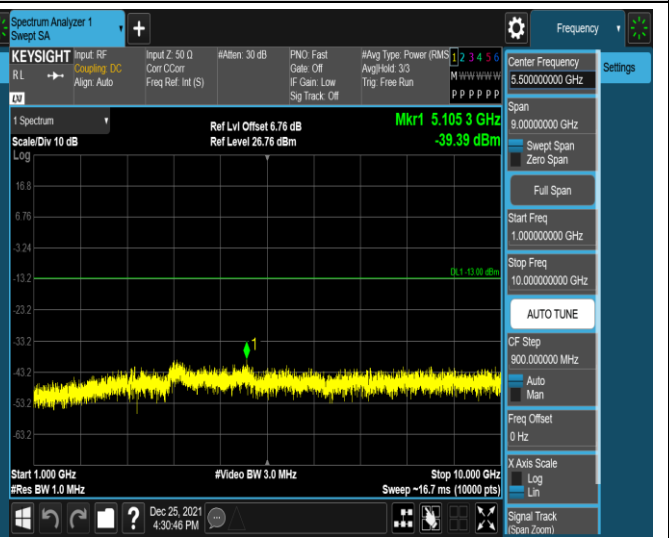 Spectrum Analyzer 1
Swept SA
+
Frequency
KEYSIGHT
RL
Input: RF
Coupling: DC
Align: Auto
Input Z: 50 Ω
Corr CCorr
Freq Ref: Int (S)
#Atten: 30 dB
PNO: Fast
Gate: Off
IF Gain: Low
Sig Track: Off
#Avg Type: Power (RMS
Avg|Hold: 3/3
Trig: Free Run
1 2 3 4 5 6
M W W W W W
P P P P P P
LXI
1 Spectrum
Scale/Div 10 dB
Ref Lvl Offset 6.76 dB
Ref Level 26.76 dBm
Mkr1 5.105 3 GHz
-39.39 dBm
Log
16.8
6.76
-3.24
-13.2
-23.2
-33.2
-43.2
-53.2
-63.2
DL1 -13.00 dBm
1
Start 1.000 GHz
#Res BW 1.0 MHz
#Video BW 3.0 MHz
Stop 10.000 GHz
Sweep ~16.7 ms (10000 pts)
?
Dec 25, 2021
4:30:46 PM
Center Frequency
5.500000000 GHz
Settings
Span
9.00000000 GHz
Swept Span
Zero Span
Full Span
Start Freq
1.000000000 GHz
Stop Freq
10.000000000 GHz
AUTO TUNE
CF Step
900.000000 MHz
Auto
Man
Freq Offset
0 Hz
X Axis Scale
Log
Lin
Signal Track
(Span Zoom)